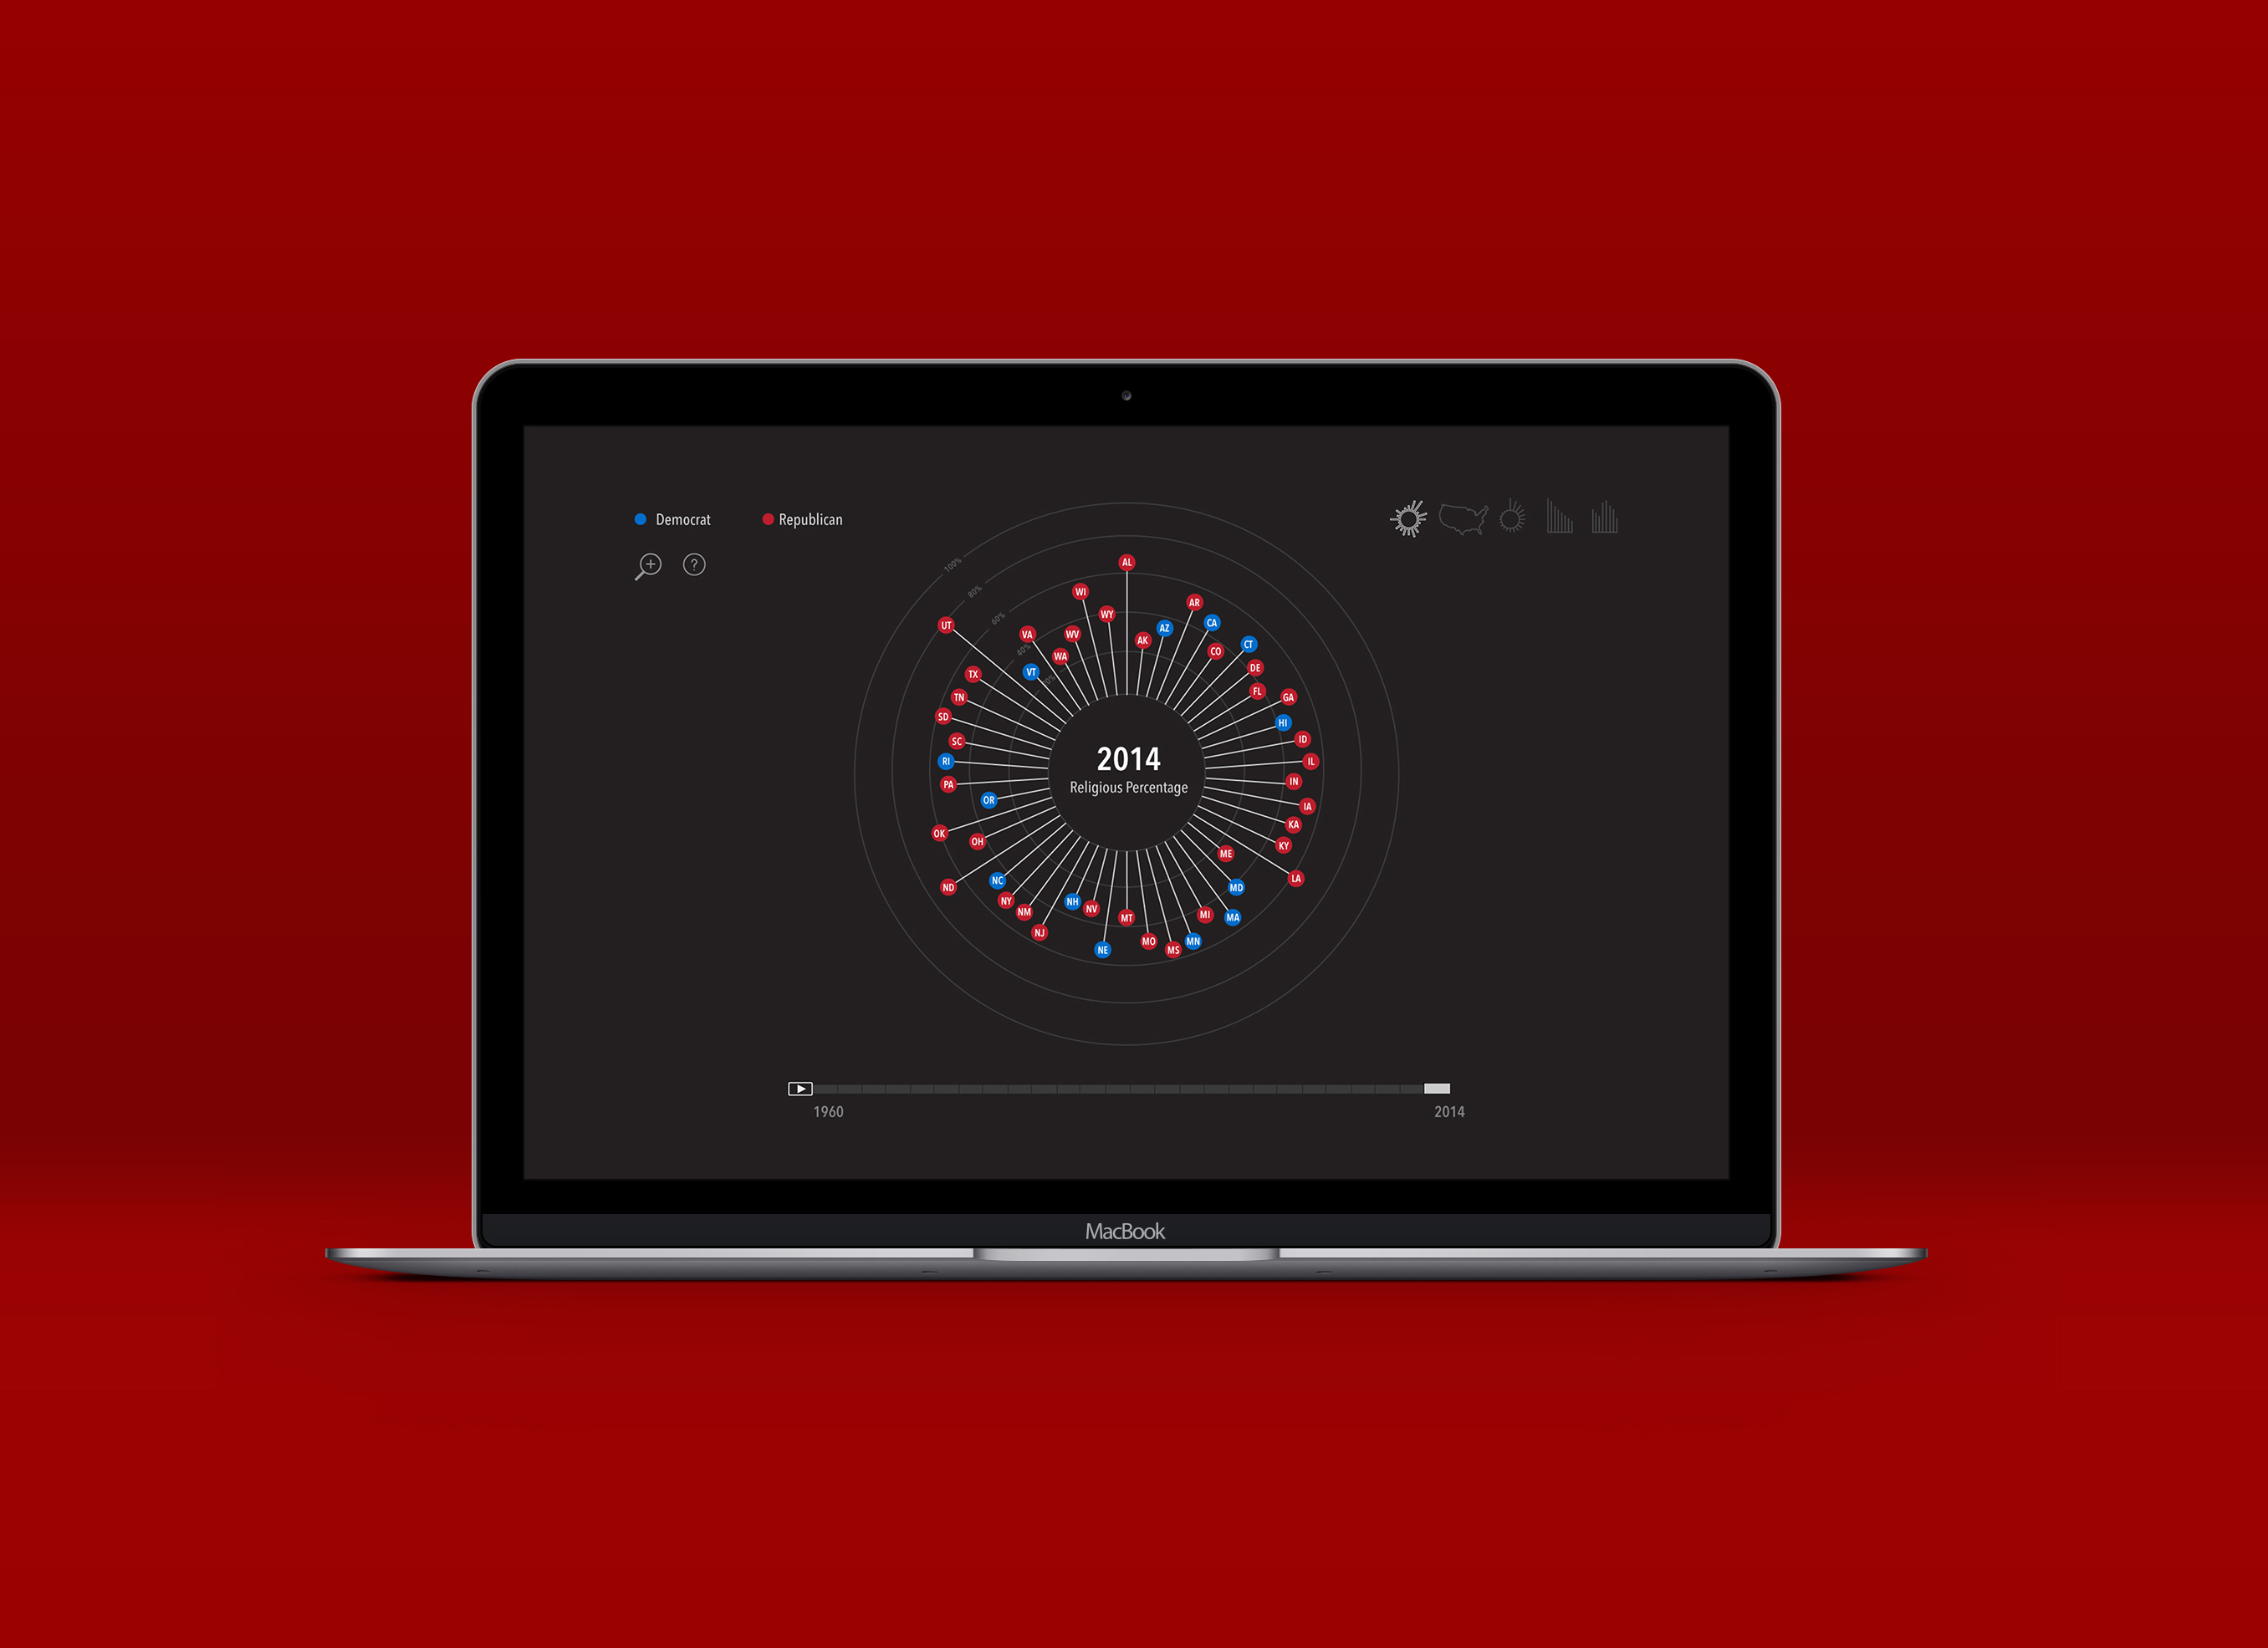 Democrat
Republican
100%
80%
60%
40%
AL
WI
AR
WY
CA
UT
AZ
VA
WV
AK
CT
CO
WA
DE
VT
TX
FL
TN
GA
SD
HI
SC
ID
RI
IL
2014
Religious Percentage
PA
IN
OR
IA
KA
OK
OH
KY
ME
LA
ND
NC
MD
NY
NH
NV
NM
MT
MI
MA
NJ
MO
MN
NE
MS
1960
2014
MacBook